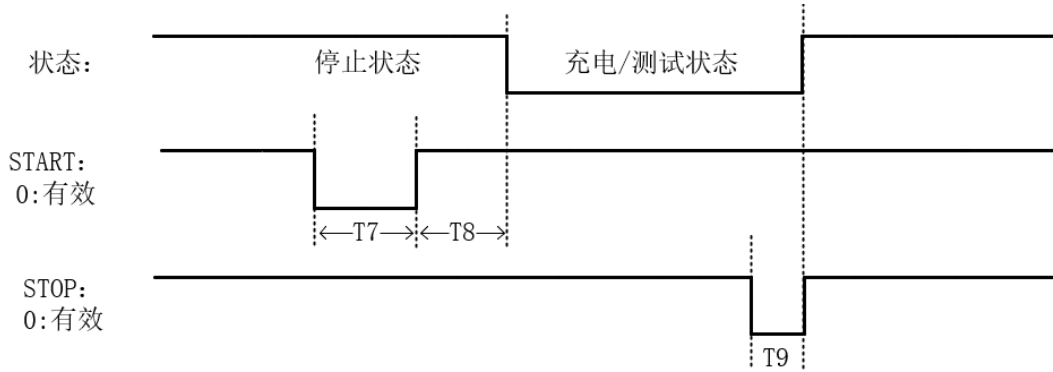 状态：
停止状态
充电/测试状态
START：
0:有效
T7
T8
STOP：
0:有效
T9